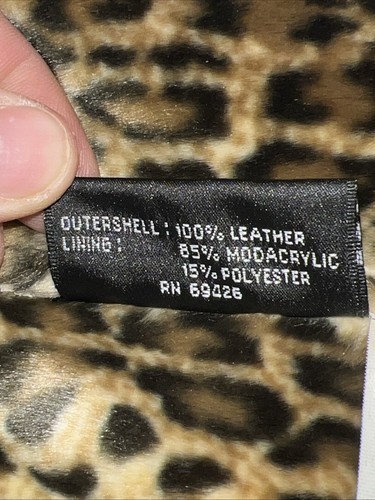 OUTERSHELL: 100% LEATHER
LINING: 85% MODACRYLIC
15% POLYESTER
RN 69426